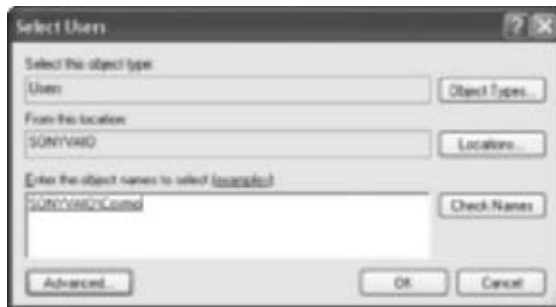 Select Users
Select this object type:
Users
Object Types...
From this location:
SONYVAIO
Locations...
Enter the object names to select (examples):
SONYVAIO\Cosmo
Check Names
Advanced...
OK
Cancel